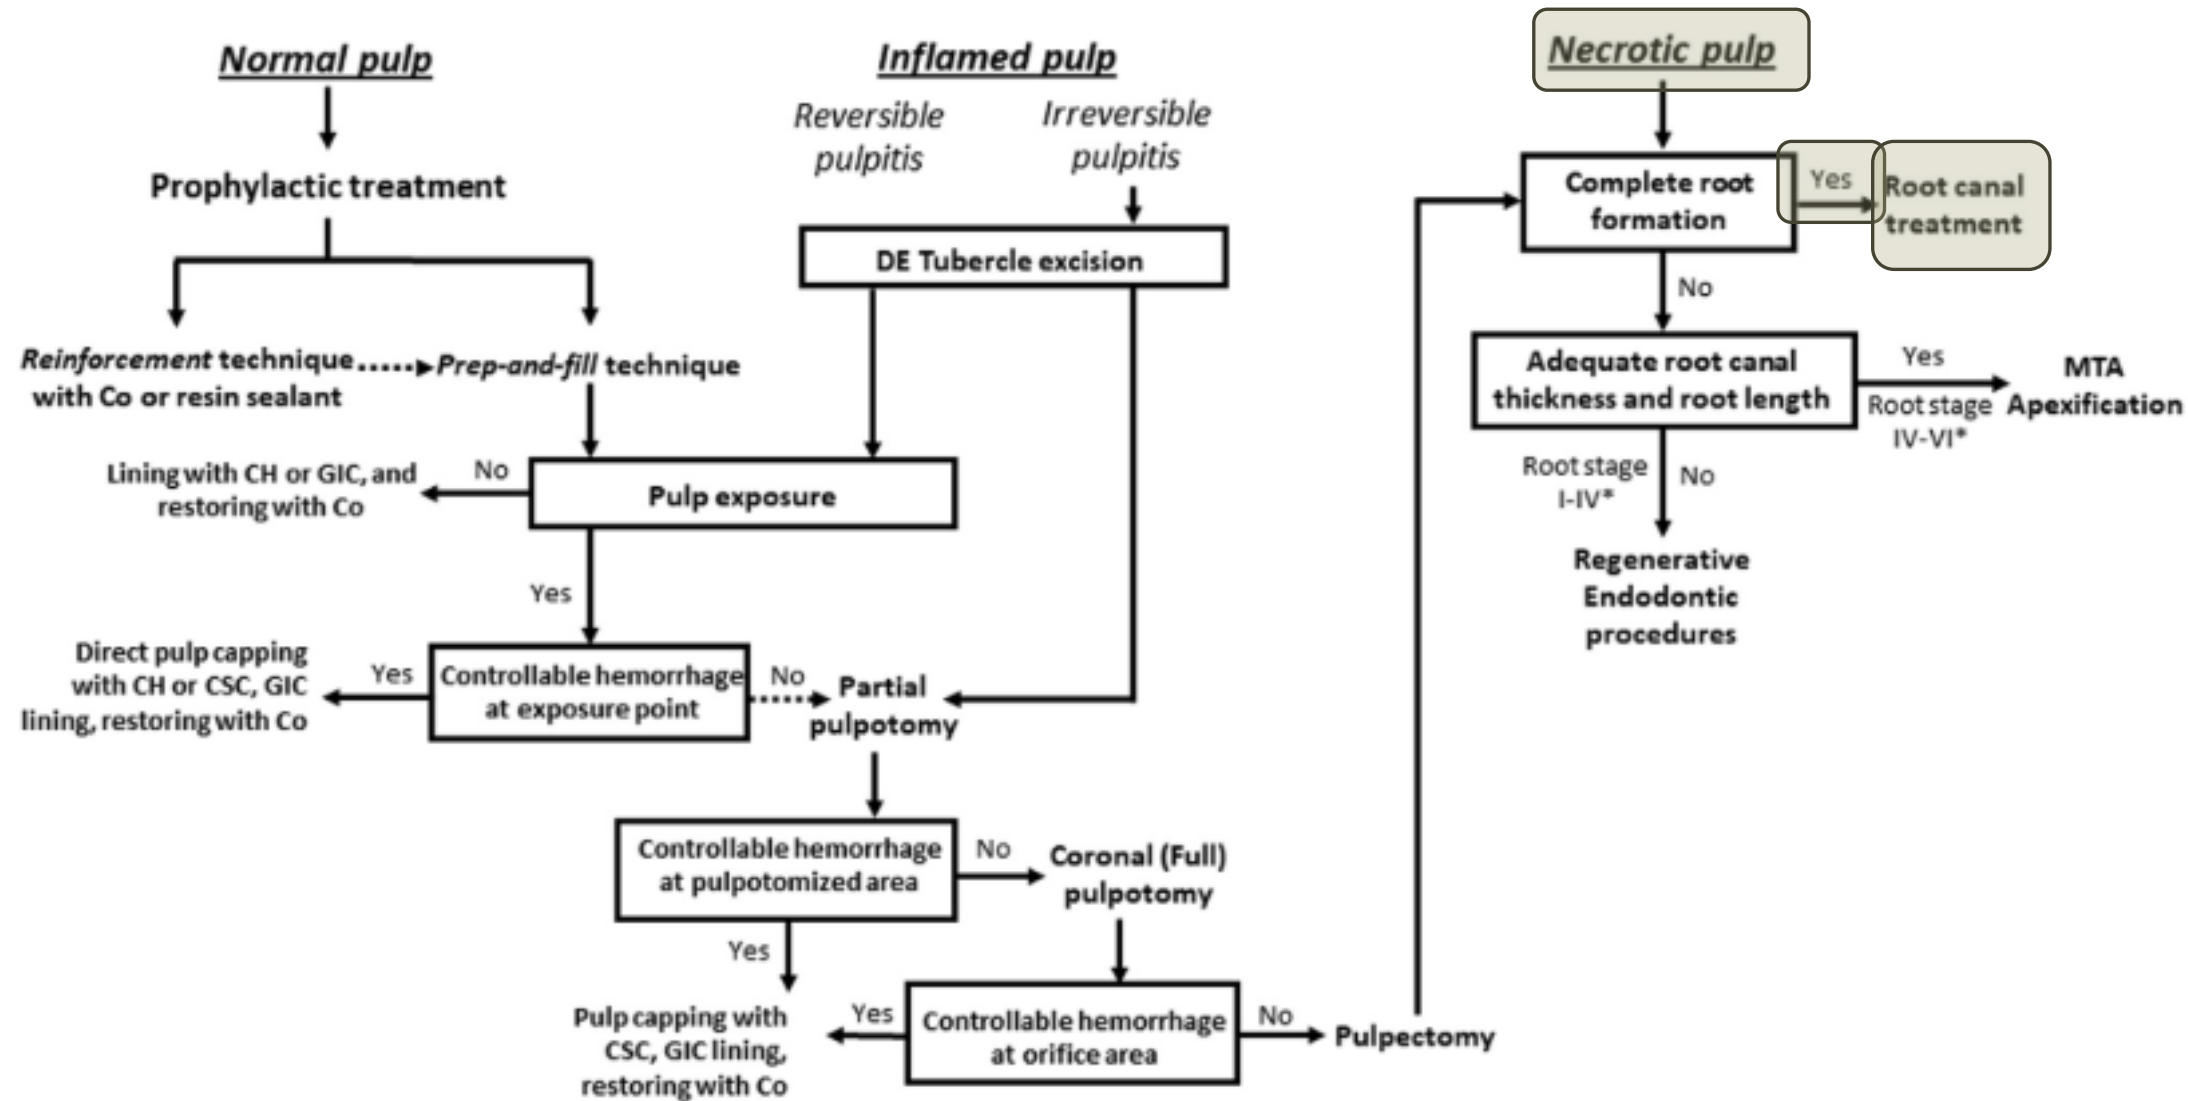 Normal pulp
Prophylactic treatment
Reinforcement technique
with Co or resin sealant
Prep-and-fill technique
Inflamed pulp
Reversible
pulpitis
Irreversible
pulpitis
DE Tubercle excision
Pulp exposure
No
Lining with CH or GIC, and
restoring with Co
Yes
Controllable hemorrhage
at exposure point
Yes
Direct pulp capping
with CH or CSC, GIC
lining, restoring with Co
No
Partial
pulpotomy
Controllable hemorrhage
at pulpotomized area
No
Coronal (Full)
pulpotomy
Yes
Pulp capping with
CSC, GIC lining,
restoring with Co
Yes
Controllable hemorrhage
at orifice area
No
Pulpectomy
Necrotic pulp
Complete root
formation
Yes
Root canal
treatment
No
Adequate root canal
thickness and root length
Yes
Root stage
IV-VI*
MTA
Apexification
Root stage
I-IV*
No
Regenerative
Endodontic
procedures